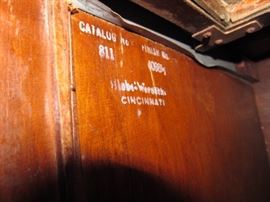 CATALOG No. FINISH No.
811
Globe-Wernicke
CINCINNATI